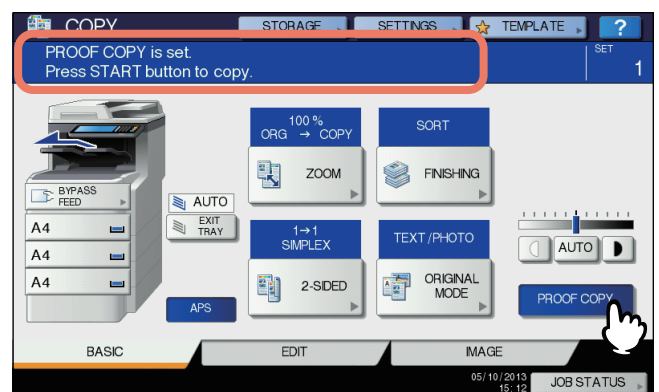 COPY
STORAGE
SETTINGS
TEMPLATE
?
PROOF COPY is set.
Press START button to copy.
SET
1
100 %
ORG → COPY
ZOOM
SORT
FINISHING
BYPASS
FEED
A4
A4
A4
AUTO
EXIT
TRAY
APS
1→1
SIMPLEX
2-SIDED
TEXT/PHOTO
ORIGINAL
MODE
AUTO
PROOF COPY
BASIC
EDIT
IMAGE
05/10/2013
15:12
JOB STATUS